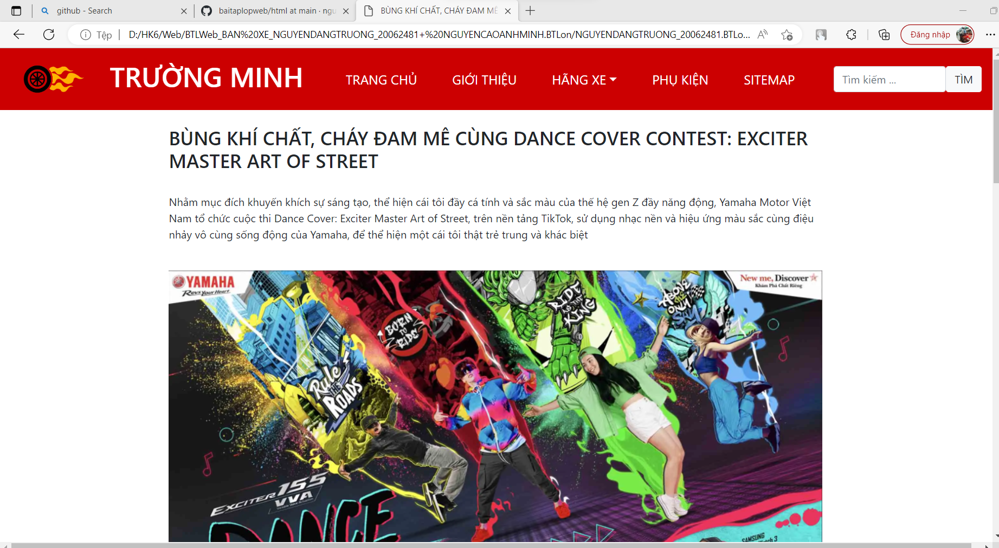 github - Search
baitaplopweb/html at main · ngu
BÙNG KHÍ CHẤT, CHÁY ĐAM MÊ
Tệp
D:/HK6/Web/BTLWeb_BAN%20XE_NGUYENDANGTRUONG_20062481+%20NGUYENCAOANHMINH.BTLon/NGUYENDANGTRUONG_20062481.BTLo...
Đăng nhập
TRƯỜNG MINH
TRANG CHỦ
GIỚI THIỆU
HÃNG XE
PHỤ KIỆN
SITEMAP
Tìm kiếm ...
TÌM
BÙNG KHÍ CHẤT, CHÁY ĐAM MÊ CÙNG DANCE COVER CONTEST: EXCITER
MASTER ART OF STREET
Nhằm mục đích khuyến khích sự sáng tạo, thể hiện cái tôi đầy cá tính và sắc màu của thế hệ gen Z đầy năng động, Yamaha Motor Việt
Nam tổ chức cuộc thi Dance Cover: Exciter Master Art of Street, trên nền tảng TikTok, sử dụng nhạc nền và hiệu ứng màu sắc cùng điệu
nhảy vô cùng sống động của Yamaha, để thể hiện một cái tôi thật trẻ trung và khác biệt
YAMAHA
Revs Your Heart
New me, Discover
Khám Phá Chất Riêng
BORN TO RIDE
RIDE AS THE KING
Rule THE ROADS
EXCITER 155
VVA
DANCE
SAMSUNG